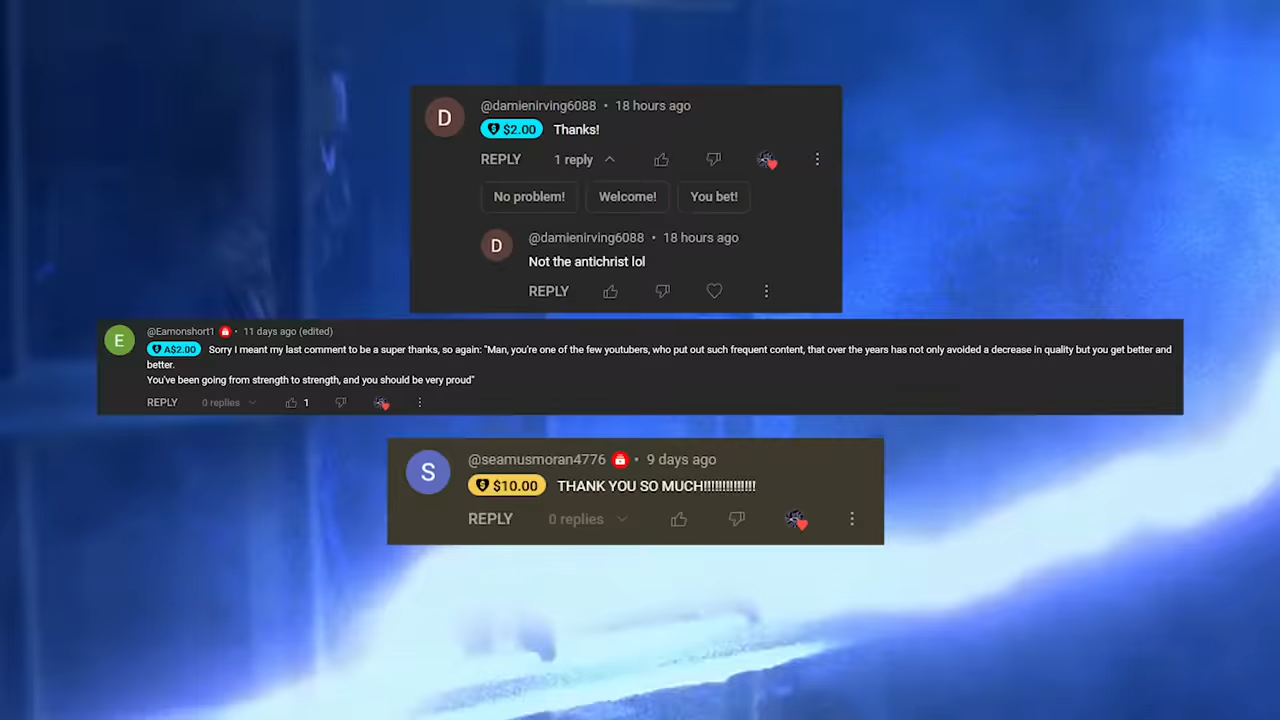 D
@damienirving6088 • 18 hours ago
$2.00 Thanks!
REPLY 1 reply
No problem! Welcome! You bet!
D
@damienirving6088 • 18 hours ago
Not the antichrist lol
REPLY
E
@Eamonshort1 • 11 days ago (edited)
A$2.00 Sorry I meant my last comment to be a super thanks, so again: "Man, you're one of the few youtubers, who put out such frequent content, that over the years has not only avoided a decrease in quality but you get better and
better.
You've been going from strength to strength, and you should be very proud"
REPLY 0 replies 1
S
@seamusmoran4776 • 9 days ago
$10.00 THANK YOU SO MUCH!!!!!!!!!!!!!!
REPLY 0 replies